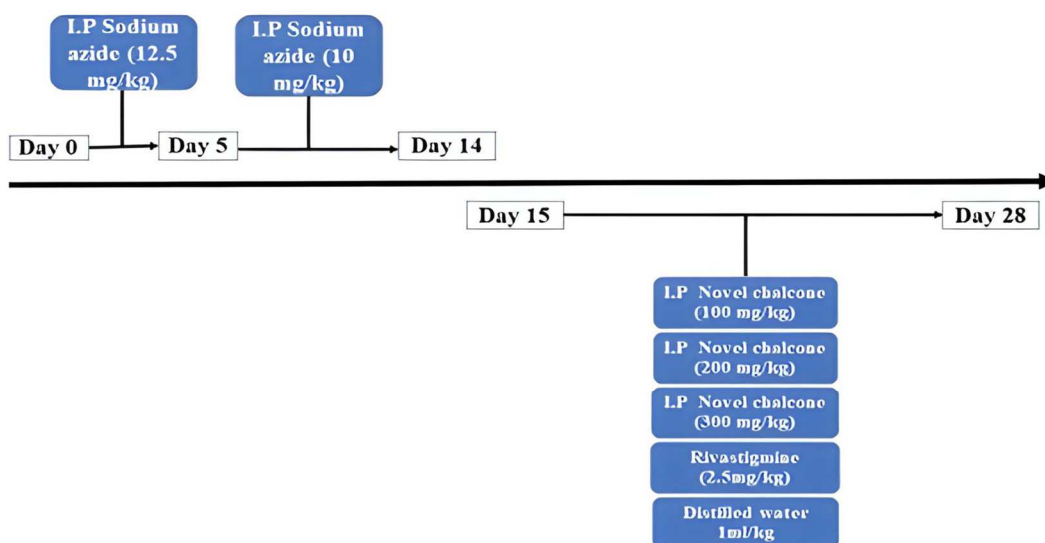 I.P Sodium
azide (12.5
mg/kg)
I.P Sodium
azide (10
mg/kg)
Day 0
Day 5
Day 14
Day 15
Day 28
I.P Novel chalcone
(100 mg/kg)
I.P Novel chalcone
(200 mg/kg)
I.P Novel chalcone
(300 mg/kg)
Rivastigmine
(2.5mg/kg)
Distilled water
1ml/kg